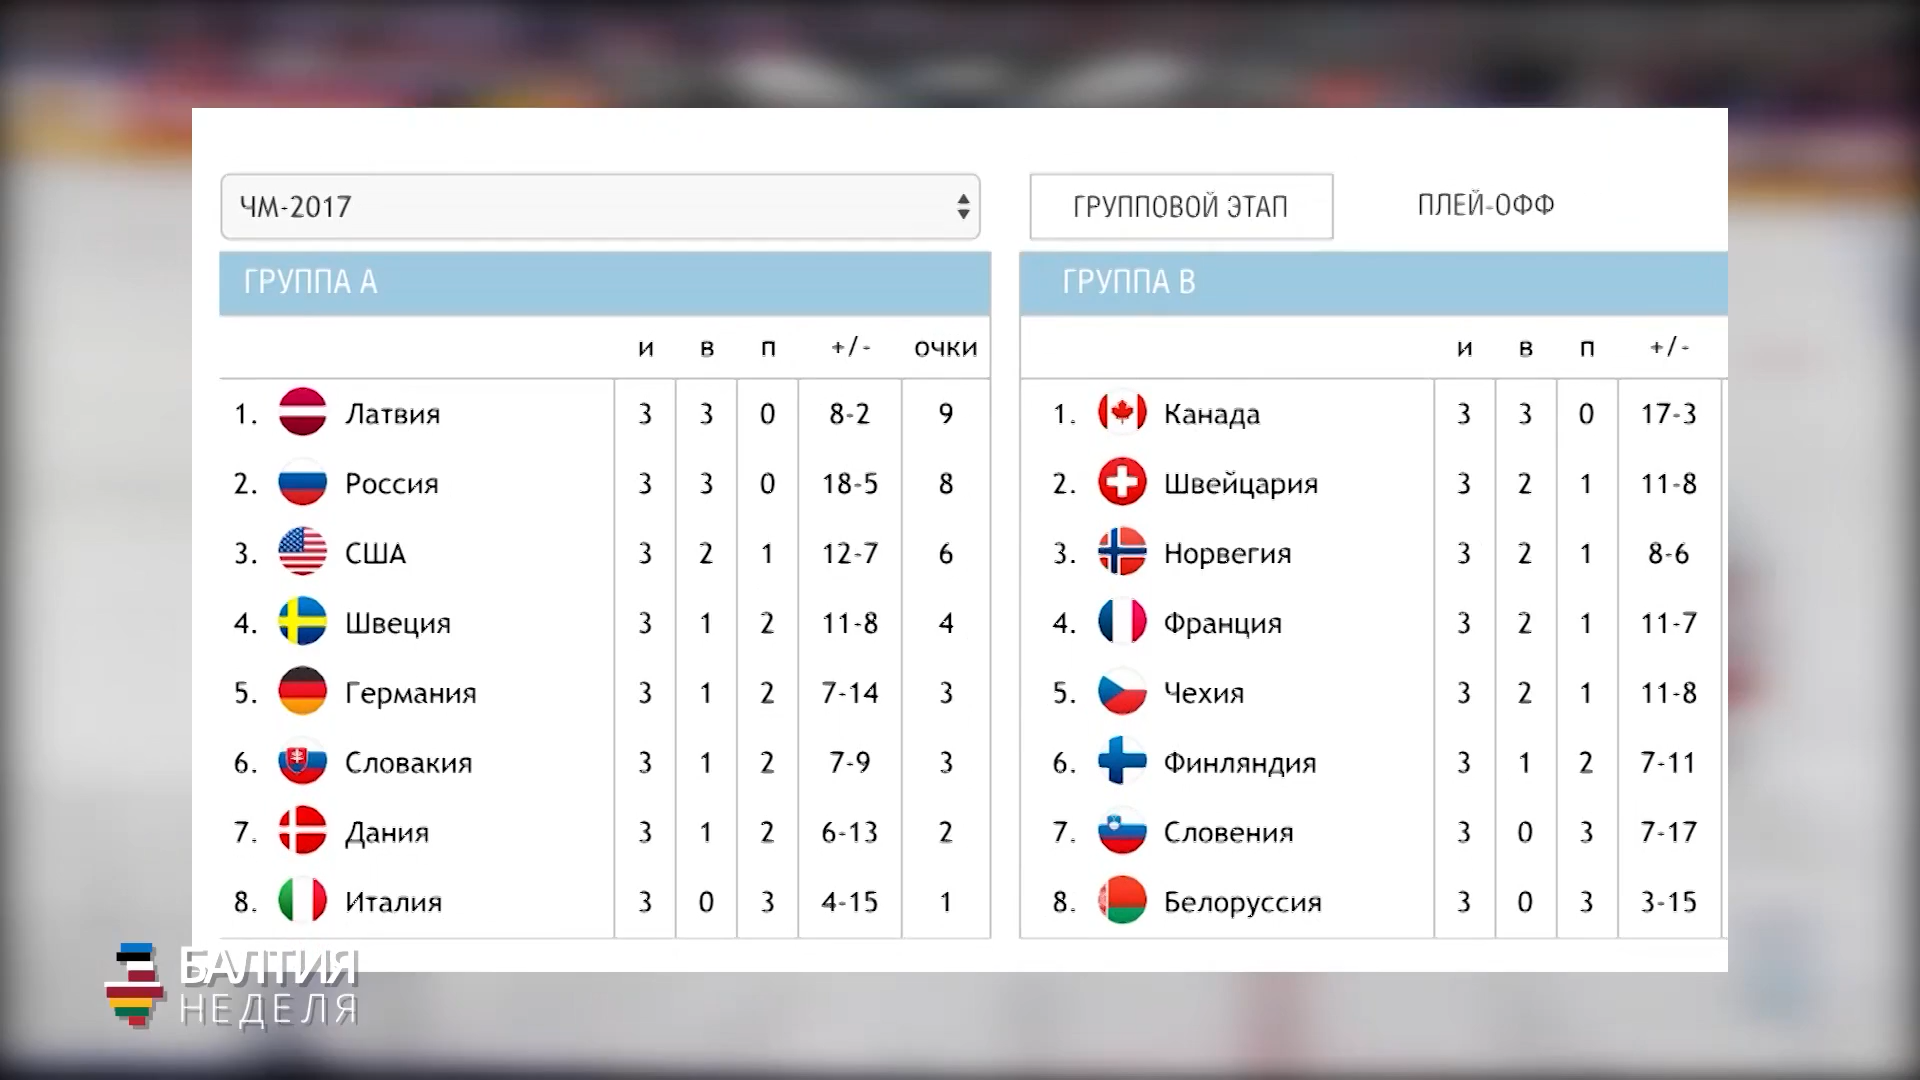 ЧМ-2017
ГРУППОВОЙ ЭТАП
ПЛЕЙ-ОФФ
ГРУППА A
и в п +/- очки
1. Латвия 3 3 0 8-2 9
2. Россия 3 3 0 18-5 8
3. США 3 2 1 12-7 6
4. Швеция 3 1 2 11-8 4
5. Германия 3 1 2 7-14 3
6. Словакия 3 1 2 7-9 3
7. Дания 3 1 2 6-13 2
8. Италия 3 0 3 4-15 1
ГРУППА B
и в п +/-
1. Канада 3 3 0 17-3
2. Швейцария 3 2 1 11-8
3. Норвегия 3 2 1 8-6
4. Франция 3 2 1 11-7
5. Чехия 3 2 1 11-8
6. Финляндия 3 1 2 7-11
7. Словения 3 0 3 7-17
8. Белоруссия 3 0 3 3-15
БАЛТИЯ
НЕДЕЛЯ